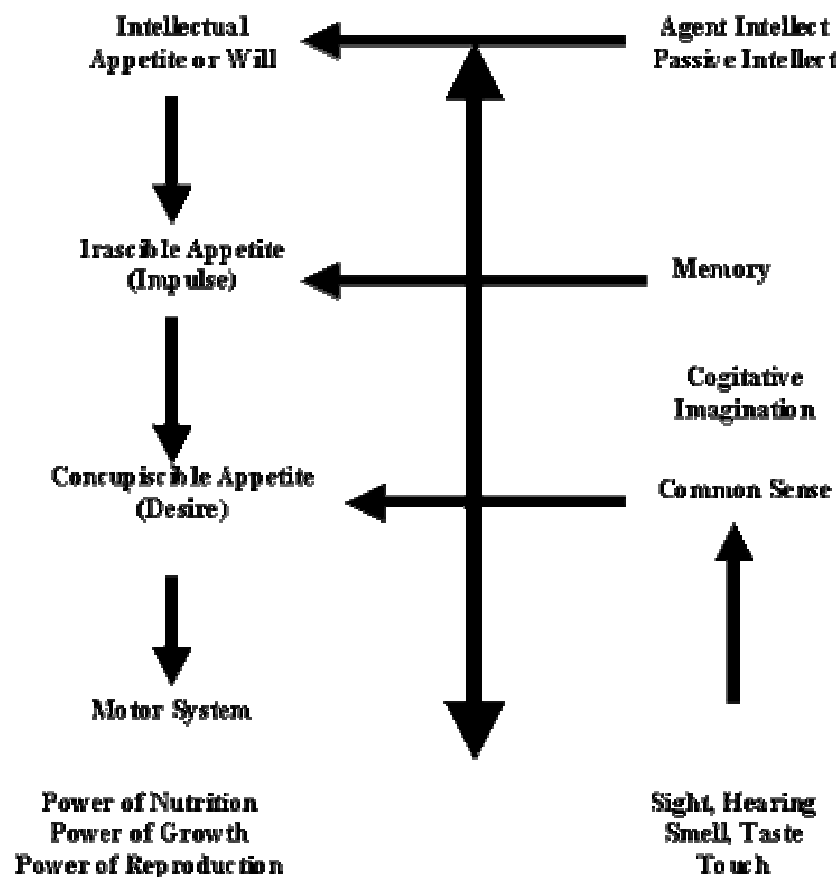 Intellectual
Appetite or Will
Agent Intellect
Passive Intellect
Irascible Appetite
(Impulse)
Memory
Cogitative
Imagination
Concupiscible Appetite
(Desire)
Common Sense
Motor System
Power of Nutrition
Power of Growth
Power of Reproduction
Sight, Hearing
Smell, Taste
Touch